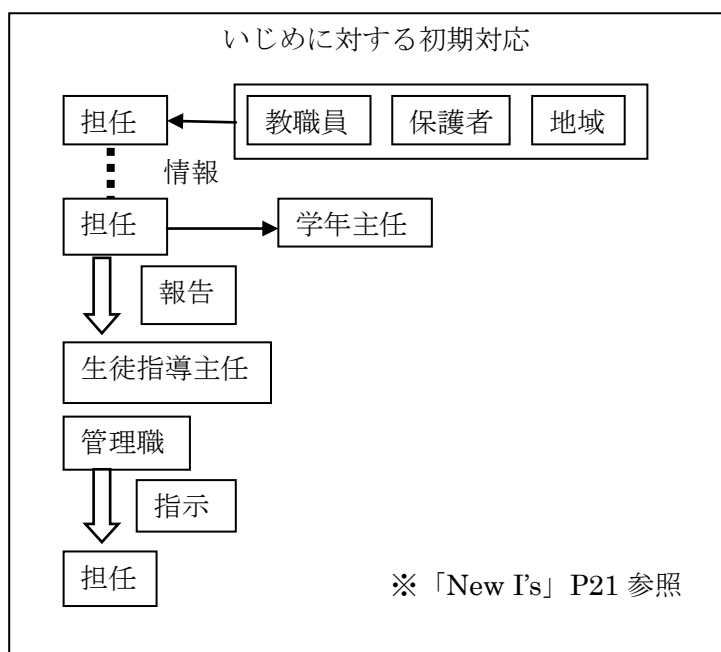 いじめに対する初期対応
担任
教職員
保護者
地域
情報
担任
学年主任
報告
生徒指導主任
管理職
指示
担任
※「New I's」P21 参照